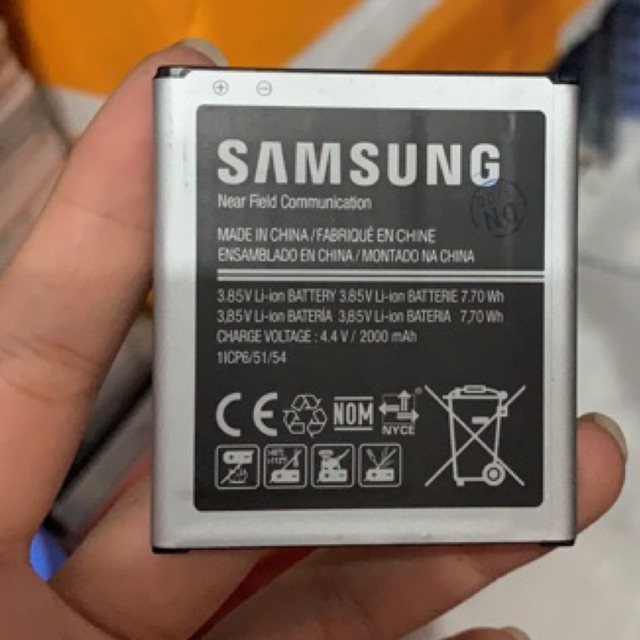 SAMSUNG
Near Field Communication
MADE IN CHINA / FABRIQUÉ EN CHINE
ENSAMBLADO EN CHINA / MONTADO NA CHINA
3.85V Li-ion BATTERY 3.85V Li-ion BATTERIE 7.70 Wh
3,85V Li-ion BATERÍA 3,85V Li-ion BATERIA 7,70 Wh
CHARGE VOLTAGE : 4.4 V / 2000 mAh
1ICP6/51/54
CE NOM
NYCE